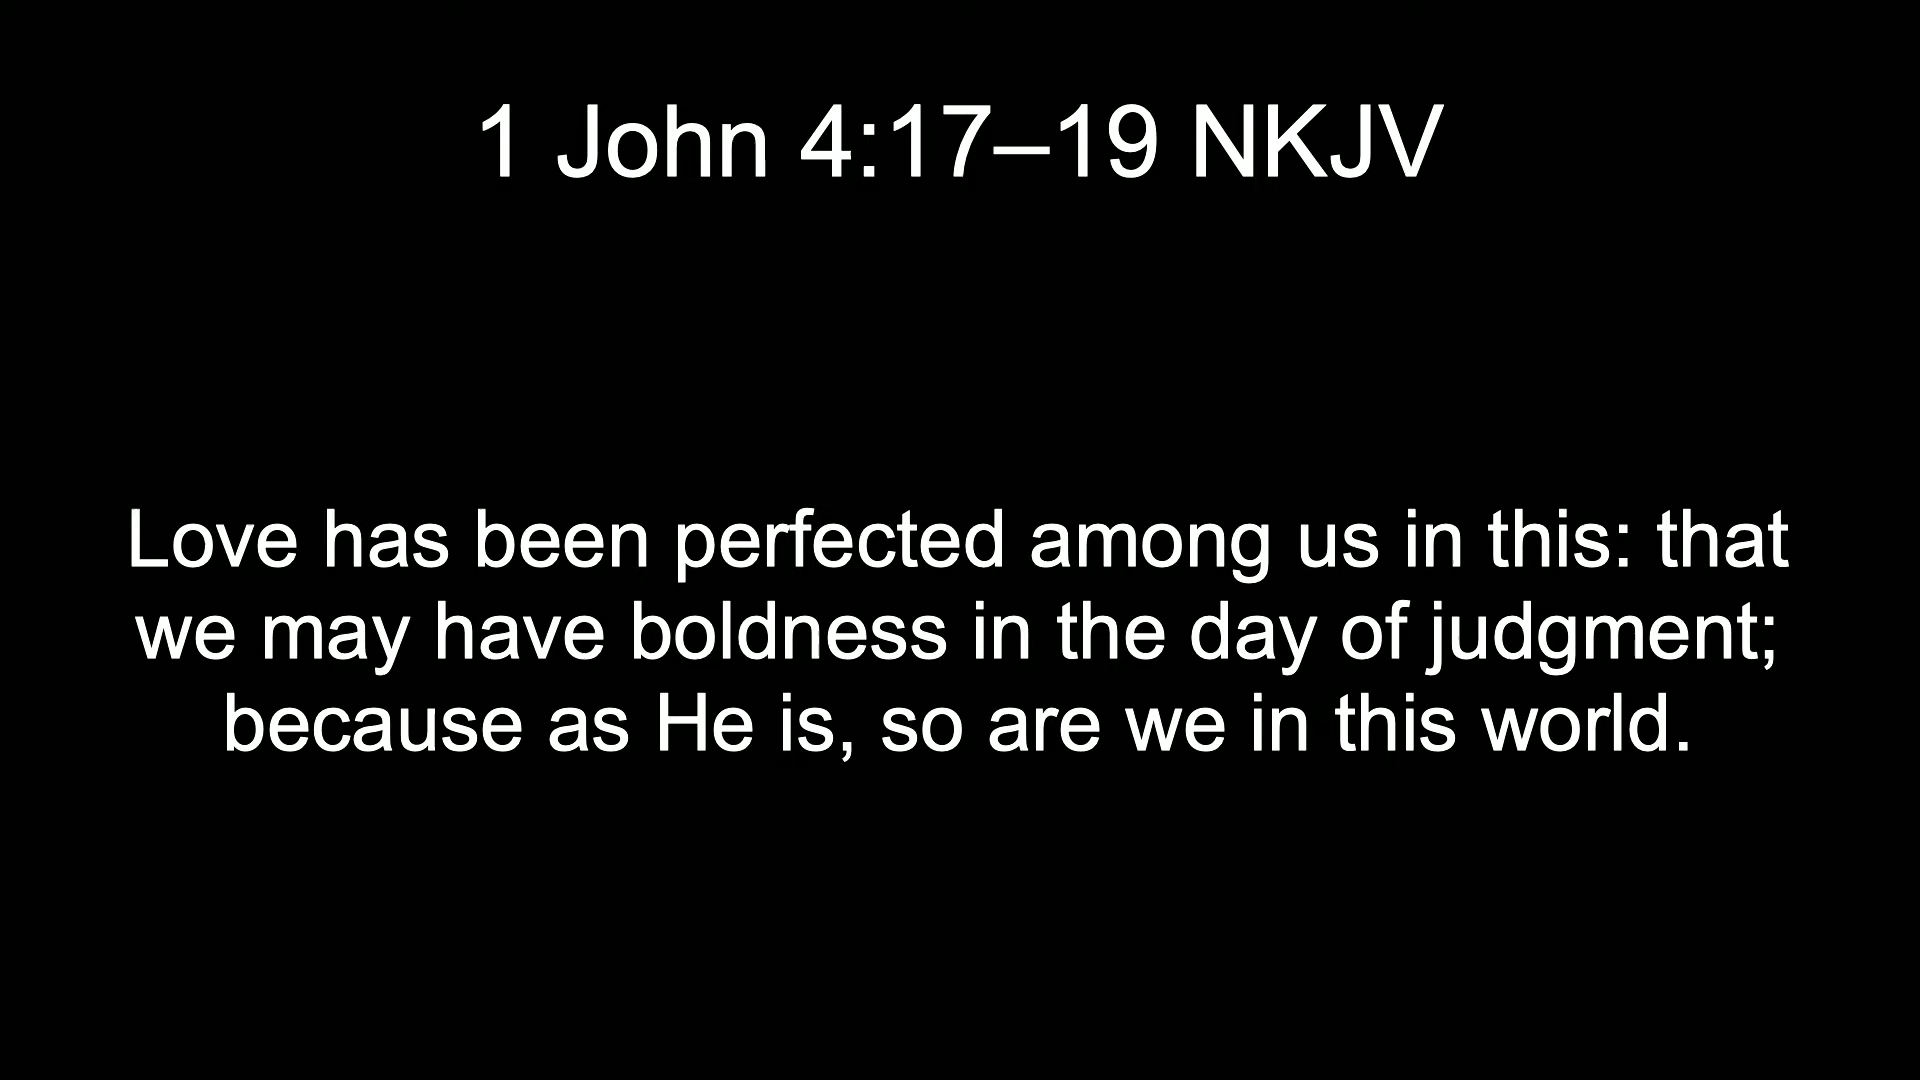 1 John 4:17–19 NKJV
Love has been perfected among us in this: that
we may have boldness in the day of judgment;
because as He is, so are we in this world.